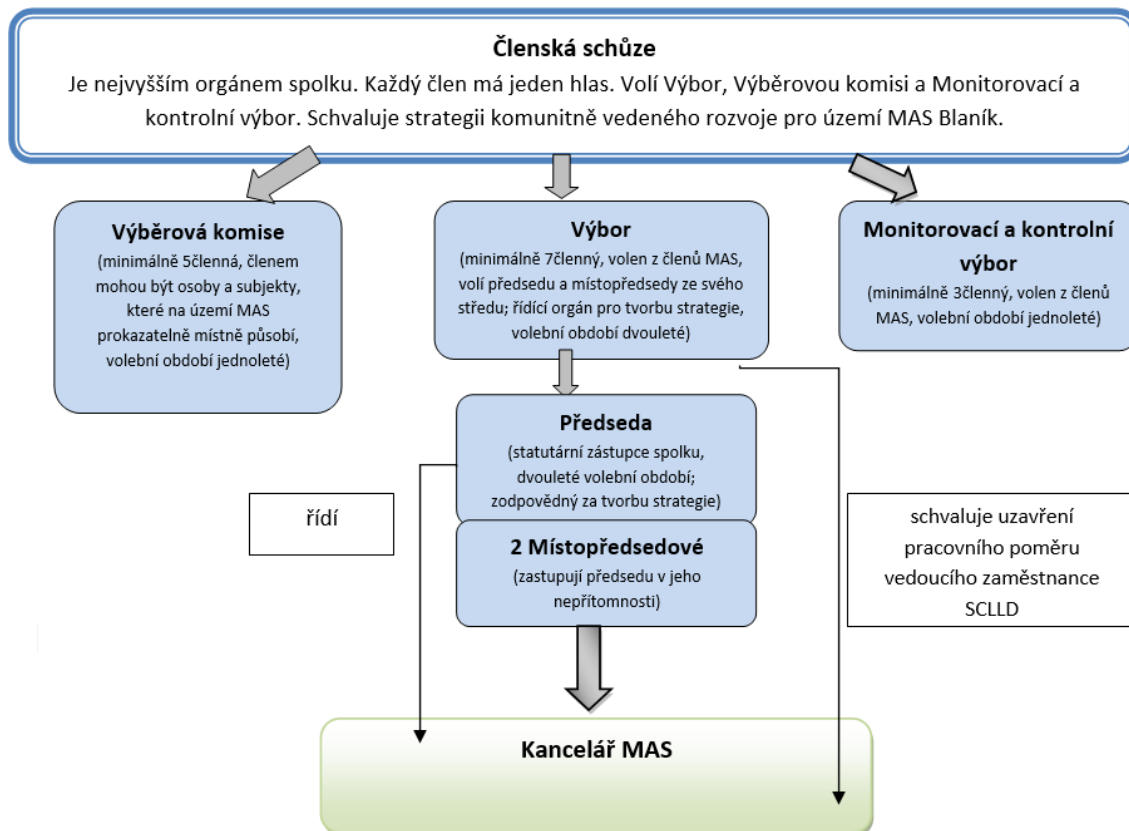 Členská schůze
Je nejvyšším orgánem spolku. Každý člen má jeden hlas. Volí Výbor, Výběrovou komisi a Monitorovací a
kontrolní výbor. Schvaluje strategii komunitně vedeného rozvoje pro území MAS Blaník.
Výběrová komise
(minimálně 5členná, členem
mohou být osoby a subjekty,
které na území MAS
prokazatelně místně působí,
volební období jednoleté)
Výbor
(minimálně 7členný, volen z členů MAS,
volí předsedu a místopředsedy ze svého
středu; řídící orgán pro tvorbu strategie,
volební období dvouleté)
Monitorovací a kontrolní
výbor
(minimálně 3členný, volen z členů
MAS, volební období jednoleté)
Předseda
(statutární zástupce spolku,
dvouleté volební období;
zodpovědný za tvorbu strategie)
řídí
2 Místopředsedové
(zastupují předsedu v jeho
nepřítomnosti)
schvaluje uzavření
pracovního poměru
vedoucího zaměstnance
SCLLD
Kancelář MAS